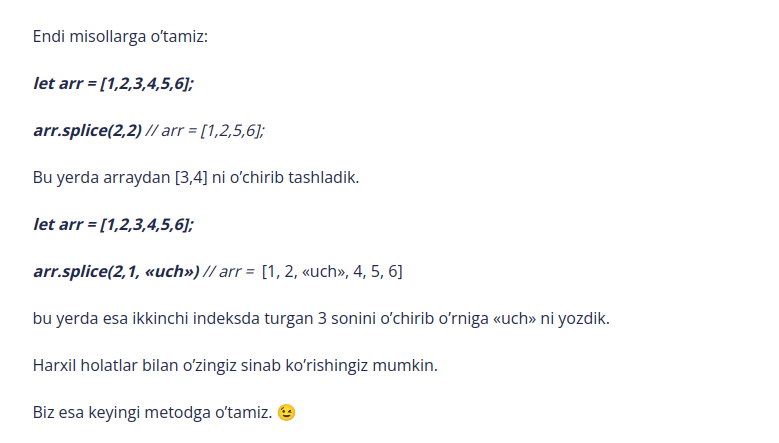 Endi misollarga o’tamiz:
let arr = [1,2,3,4,5,6];
arr.splice(2,2) // arr = [1,2,5,6];
Bu yerda arraydan [3,4] ni o’chirib tashladik.
let arr = [1,2,3,4,5,6];
arr.splice(2,1, «uch») // arr = [1, 2, «uch», 4, 5, 6]
bu yerda esa ikkinchi indeksda turgan 3 sonini o’chirib o’rniga «uch» ni yozdik.
Harxil holatlar bilan o’zingiz sinab ko’rishingiz mumkin.
Biz esa keyingi metodga o’tamiz. 😉